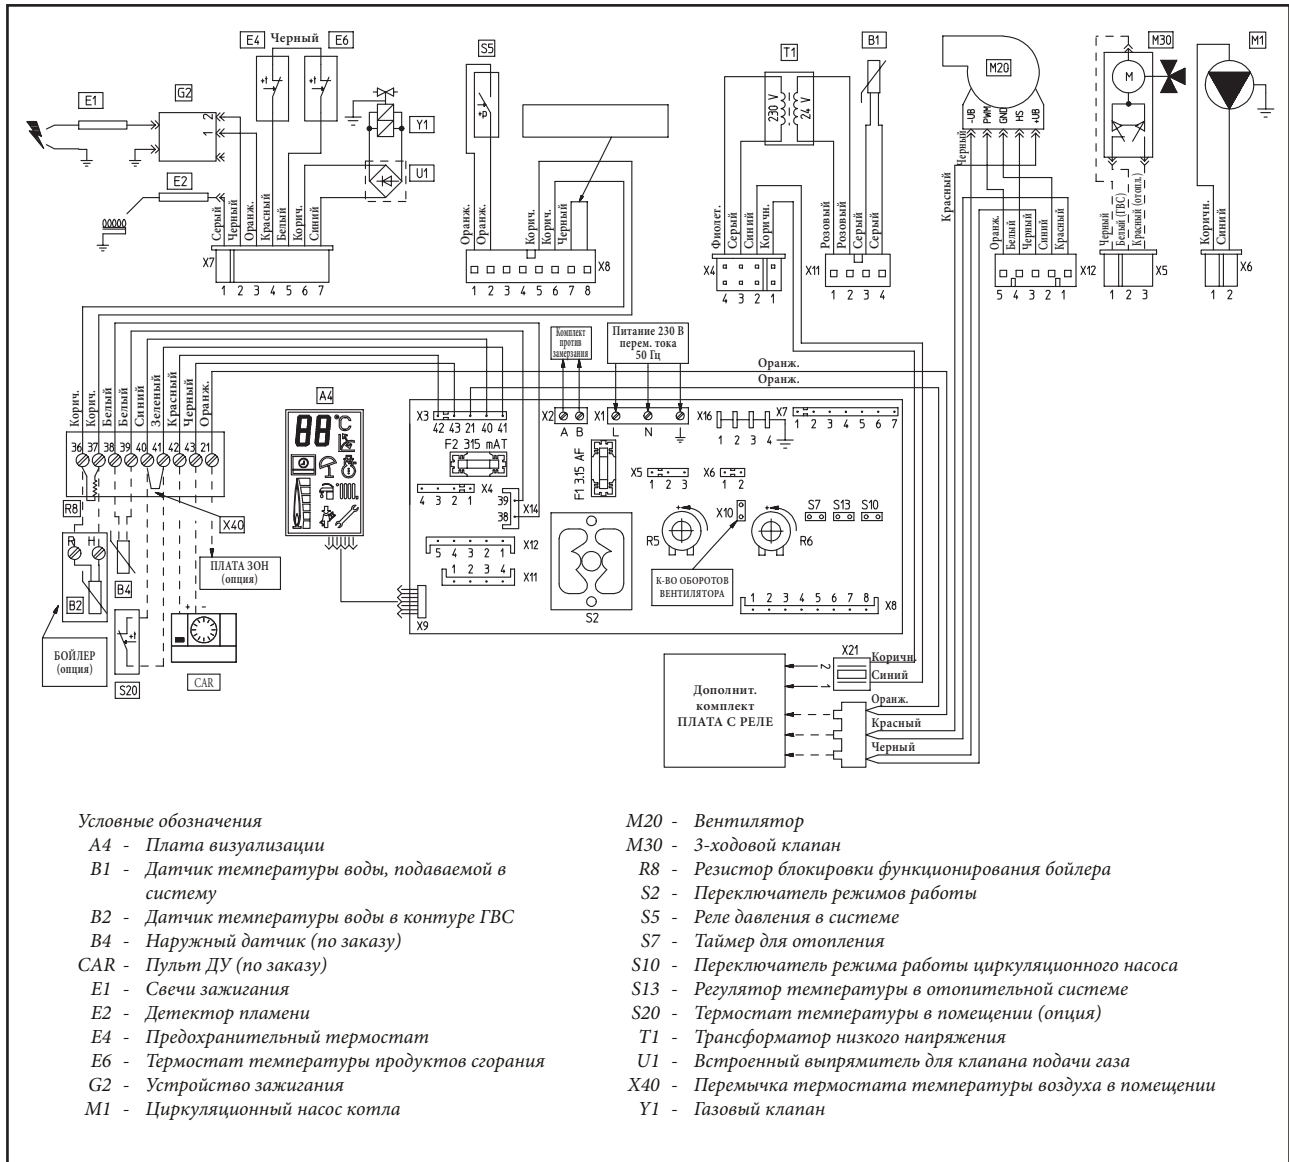 E4 Черный E6
S5
T1
B1
M20
M30
M1
E1
G2
2
1
+t
+t
Y1
U1
+p
230 V
24 V
-UB
PWM
GND
HS
+UB
M
E2
Серый
Черный
Оранж.
Красный
Белый
Корич.
Синий
X7
1 2 3 4 5 6 7
Оранж.
Оранж.
Корич.
Корич.
Черный
X8
1 2 3 4 5 6 7 8
Фиолет.
Серый
Синий
Коричн.
X4
4 3 2 1
Розовый
Розовый
Серый
Серый
X11
1 2 3 4
Черный
Красный
Оранж.
Белый
Черный
Синий
Красный
X12
5 4 3 2 1
Черный
Белый (ГВС)
Красный (отопл.)
X5
1 2 3
Коричн.
Синий
X6
1 2
Корич.
Корич.
Белый
Белый
Синий
Зеленый
Красный
Черный
Оранж.
36 37 38 39 40 41 42 43 21
R8
X40
R H
B2
B4
БОЙЛЕР
(опция)
ПЛАТА ЗОН
(опция)
+t
S20
+ -
CAR
A4
88 °C
Комплект
против
замерзания
Питание 230 В
перем. тока
50 Гц
Оранж.
Оранж.
X3
42 43 21 40 41
F2 315 mAT
X2
A B
X1
L N
X16
1 2 3 4
X7
1 2 3 4 5 6 7
F1 3.15 AF
X5
1 2 3
X6
1 2
4 3 2 1 X4
39
38
X14
X12
5 4 3 2 1
1 2 3 4
X11
X9
S2
X10
R5
R6
S7 S13 S10
К-ВО ОБОРОТОВ
ВЕНТИЛЯТОРА
1 2 3 4 5 6 7 8 X8
X21
2
1
Коричн.
Синий
Оранж.
Красный
Черный
Дополнит.
комплект
ПЛАТА С РЕЛЕ
Условные обозначения
A4 - Плата визуализации
B1 - Датчик температуры воды, подаваемой в
систему
B2 - Датчик температуры воды в контуре ГВС
B4 - Наружный датчик (по заказу)
CAR - Пульт ДУ (по заказу)
E1 - Свечи зажигания
E2 - Детектор пламени
E4 - Предохранительный термостат
E6 - Термостат температуры продуктов сгорания
G2 - Устройство зажигания
M1 - Циркуляционный насос котла
M20 - Вентилятор
M30 - 3-ходовой клапан
R8 - Резистор блокировки функционирования бойлера
S2 - Переключатель режимов работы
S5 - Реле давления в системе
S7 - Таймер для отопления
S10 - Переключатель режима работы циркуляционного насоса
S13 - Регулятор температуры в отопительной системе
S20 - Термостат температуры в помещении (опция)
T1 - Трансформатор низкого напряжения
U1 - Встроенный выпрямитель для клапана подачи газа
X40 - Перемычка термостата температуры воздуха в помещении
Y1 - Газовый клапан